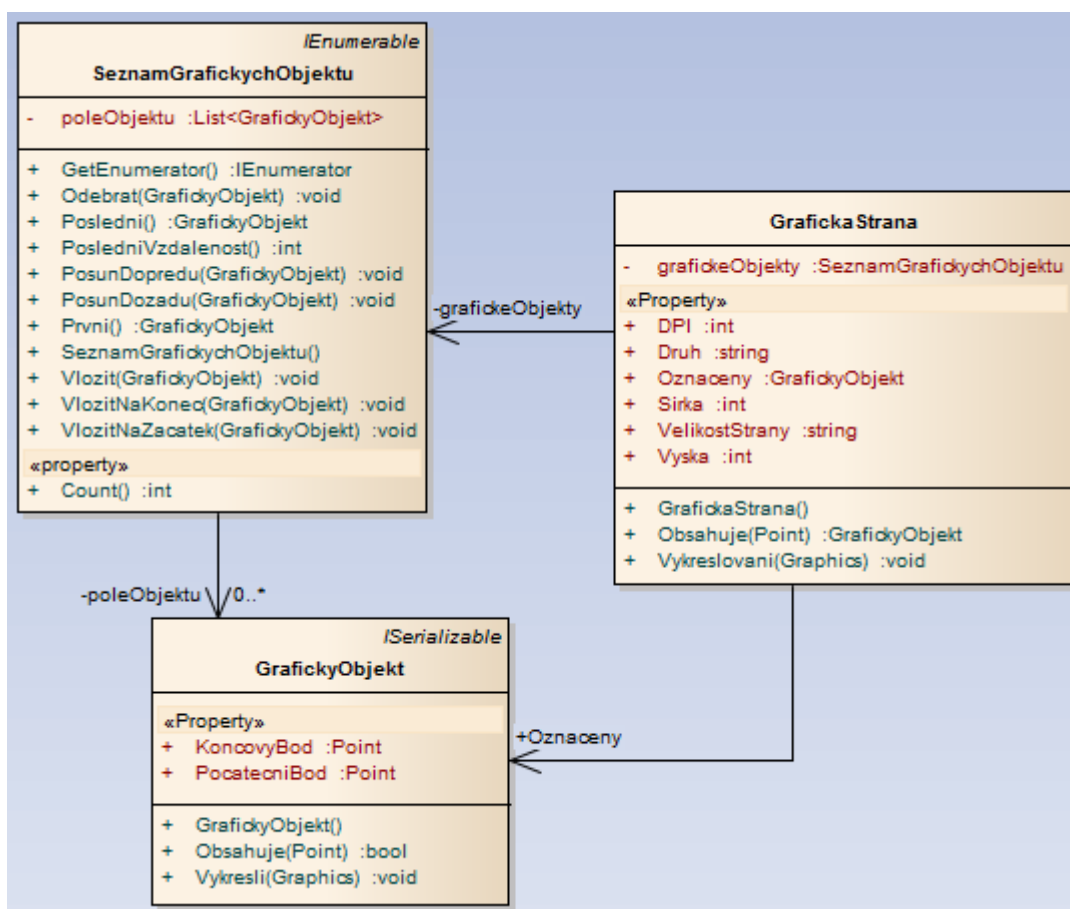 IEnumerable
SeznamGrafickychObjektu
- poleObjektu :List<GrafickyObjekt>
+ GetEnumerator() :IEnumerator
+ Odebrat(GrafickyObjekt) :void
+ Posledni() :GrafickyObjekt
+ PosledniVzdalenost() :int
+ PosunDopredu(GrafickyObjekt) :void
+ PosunDozadu(GrafickyObjekt) :void
+ Prvni() :GrafickyObjekt
+ SeznamGrafickychObjektu()
+ Vlozit(GrafickyObjekt) :void
+ VlozitNaKonec(GrafickyObjekt) :void
+ VlozitNaZacatek(GrafickyObjekt) :void
«property»
+ Count() :int
-grafickeObjekty
GrafickaStrana
- grafickeObjekty :SeznamGrafickychObjektu
«Property»
+ DPI :int
+ Druh :string
+ Oznaceny :GrafickyObjekt
+ Sirka :int
+ VelikostStrany :string
+ Vyska :int
+ GrafickaStrana()
+ Obsahuje(Point) :GrafickyObjekt
+ Vykreslovani(Graphics) :void
-poleObjektu 0..*
ISerializable
GrafickyObjekt
«Property»
+ KoncovyBod :Point
+ PocatecniBod :Point
+ GrafickyObjekt()
+ Obsahuje(Point) :bool
+ Vykresli(Graphics) :void
+Oznaceny